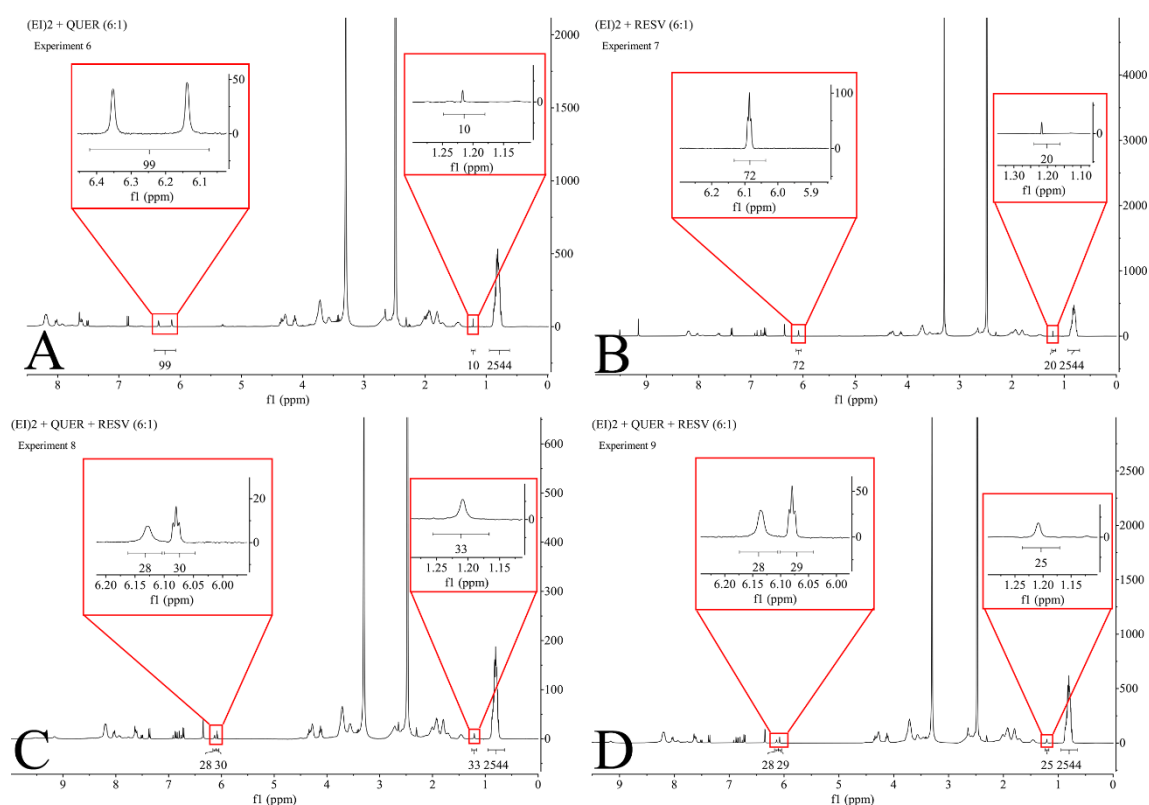 (EI)2 + QUER (6:1)
Experiment 6
2000
1500
1000
500
0
50
0
99
6.4 6.3 6.2 6.1
f1 (ppm)
0
10
1.25 1.20 1.15
f1 (ppm)
A
99 10 2544
8 7 6 5 4 3 2 1 0
f1 (ppm)
(EI)2 + RESV (6:1)
Experiment 7
4000
3000
2000
1000
0
100
0
72
6.2 6.1 6.0 5.9
f1 (ppm)
0
20
1.30 1.20 1.10
f1 (ppm)
B
72 20 2544
9 8 7 6 5 4 3 2 1 0
f1 (ppm)
(EI)2 + QUER + RESV (6:1)
Experiment 8
600
500
400
300
200
100
0
20
0
28 30
6.20 6.15 6.10 6.05 6.00
f1 (ppm)
0
33
1.25 1.20 1.15
f1 (ppm)
C
28 30 33 2544
9 8 7 6 5 4 3 2 1 0
f1 (ppm)
(EI)2 + QUER + RESV (6:1)
Experiment 9
2500
2000
1500
1000
500
0
50
0
28 29
6.20 6.15 6.10 6.05 6.00
f1 (ppm)
0
25
1.25 1.20 1.15
f1 (ppm)
D
28 29 25 2544
9 8 7 6 5 4 3 2 1 0
f1 (ppm)